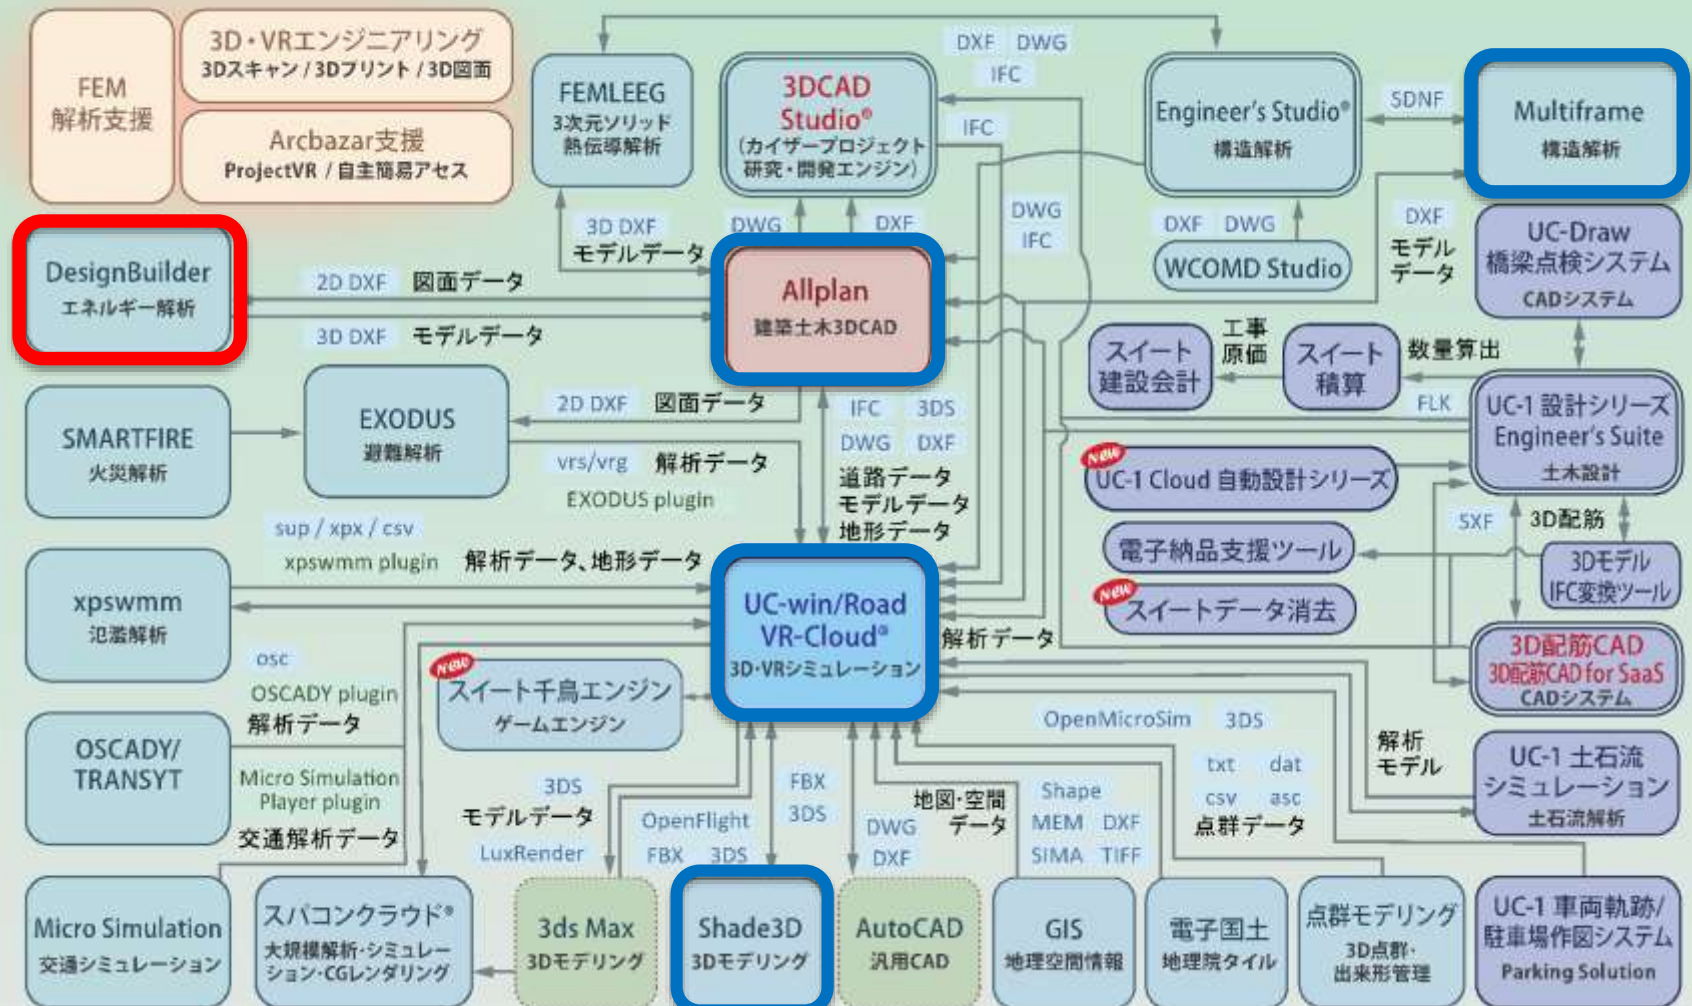 FEM
解析支援
3D・VRエンジニアリング
3Dスキャン / 3Dプリント / 3D図面
Arcbazar支援
ProjectVR / 自主簡易アセス
FEMLEEG
3次元ソリッド
熱伝導解析
3DCAD
Studio®
(カイザープロジェクト
研究・開発エンジン)
DXF DWG
IFC
IFC
Engineer's Studio®
構造解析
SDNF
Multiframe
構造解析
DesignBuilder
エネルギー解析
3D DXF
モデルデータ
DWG
DXF
DWG
IFC
DXF DWG
WCOMD Studio
DXF
モデル
データ
UC-Draw
橋梁点検システム
CADシステム
2D DXF 図面データ
3D DXF モデルデータ
Allplan
建築土木3DCAD
スイート
建設会計
工事
原価
スイート
積算
数量算出
FLK
UC-1 設計シリーズ
Engineer's Suite
土木設計
SMARTFIRE
火災解析
EXODUS
避難解析
2D DXF 図面データ
vrs/vrg 解析データ
EXODUS plugin
IFC 3DS
DWG DXF
道路データ
モデルデータ
地形データ
New
UC-1 Cloud 自動設計シリーズ
SXF 3D配筋
電子納品支援ツール
3Dモデル
IFC変換ツール
New
スイートデータ消去
sup / xpx / csv
xpswmm plugin 解析データ、地形データ
xpswmm
氾濫解析
UC-win/Road
VR-Cloud®
3D・VRシミュレーション
解析データ
3D配筋CAD
3D配筋CAD for SaaS
CADシステム
osc
OSCADY plugin
解析データ
New
スイート千鳥エンジン
ゲームエンジン
OSCADY/
TRANSYT
Micro Simulation
Player plugin
交通解析データ
OpenMicroSim 3DS
解析
モデル
UC-1 土石流
シミュレーション
土石流解析
3DS
モデルデータ
LuxRender
OpenFlight
FBX 3DS
FBX
3DS
DWG
DXF
地図・空間
データ
Shape
MEM DXF
SIMA TIFF
txt dat
csv asc
点群データ
Micro Simulation
交通シミュレーション
スパコンクラウド®
大規模解析・シミュレー
ション・CGレンダリング
3ds Max
3Dモデリング
Shade3D
3Dモデリング
AutoCAD
汎用CAD
GIS
地理空間情報
電子国土
地理院タイル
点群モデリング
3D点群・
出来形管理
UC-1 車両軌跡/
駐車場作図システム
Parking Solution